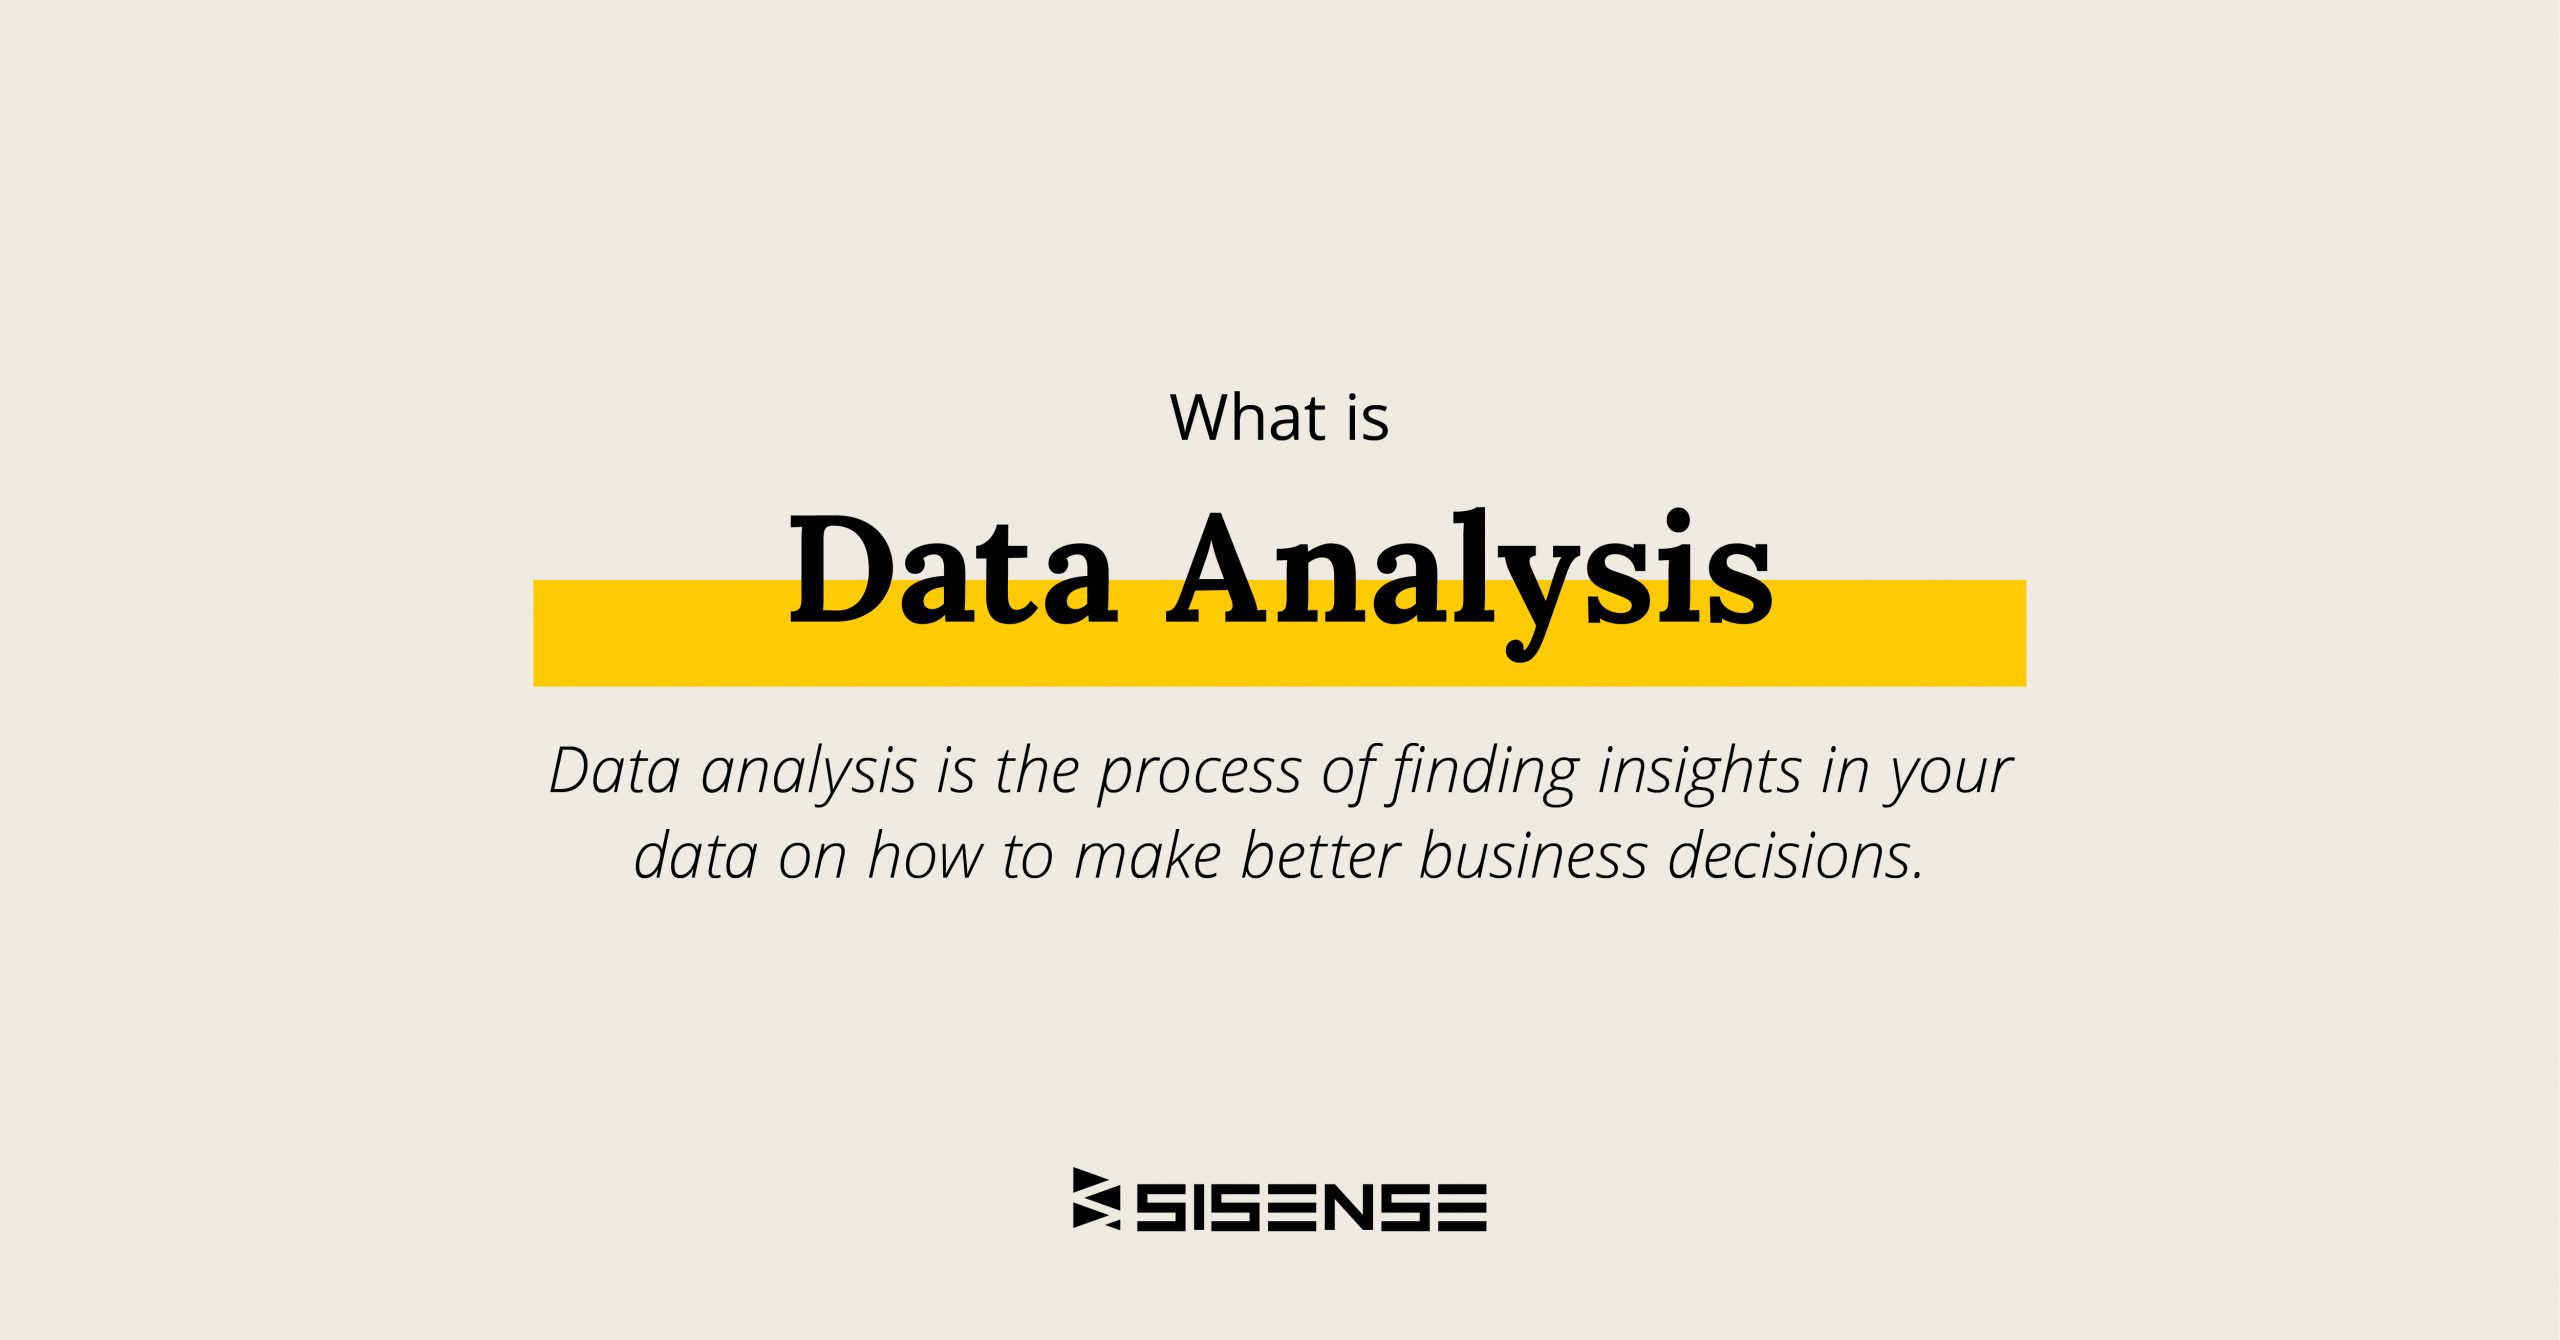 What is
Data Analysis
Data analysis is the process of finding insights in your
data on how to make better business decisions.
SISENSE